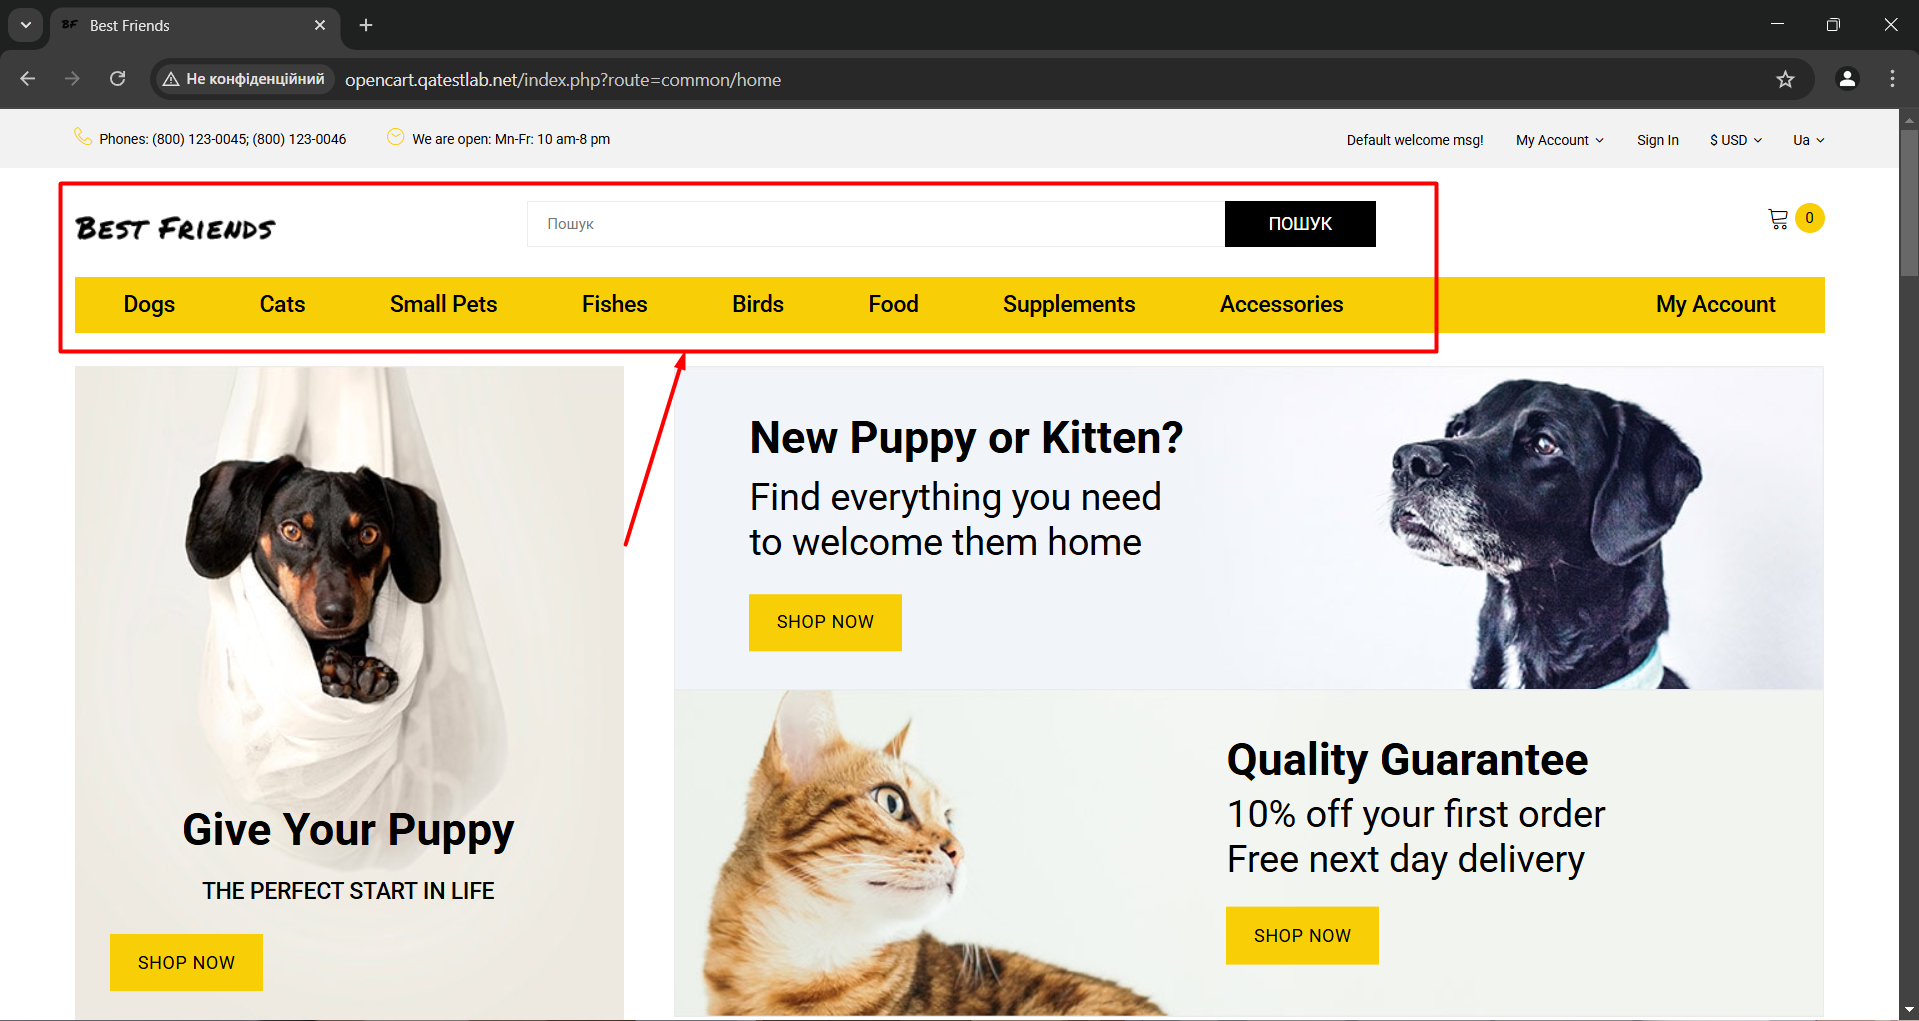 BF Best Friends
Не конфіденційний opencart.qatestlab.net/index.php?route=common/home
Phones: (800) 123-0045; (800) 123-0046 We are open: Mn-Fr: 10 am-8 pm Default welcome msg! My Account Sign In $ USD Ua
BEST FRIENDS Пошук ПОШУК 0
Dogs Cats Small Pets Fishes Birds Food Supplements Accessories My Account
New Puppy or Kitten?
Find everything you need
to welcome them home
SHOP NOW
Give Your Puppy
THE PERFECT START IN LIFE
SHOP NOW
Quality Guarantee
10% off your first order
Free next day delivery
SHOP NOW